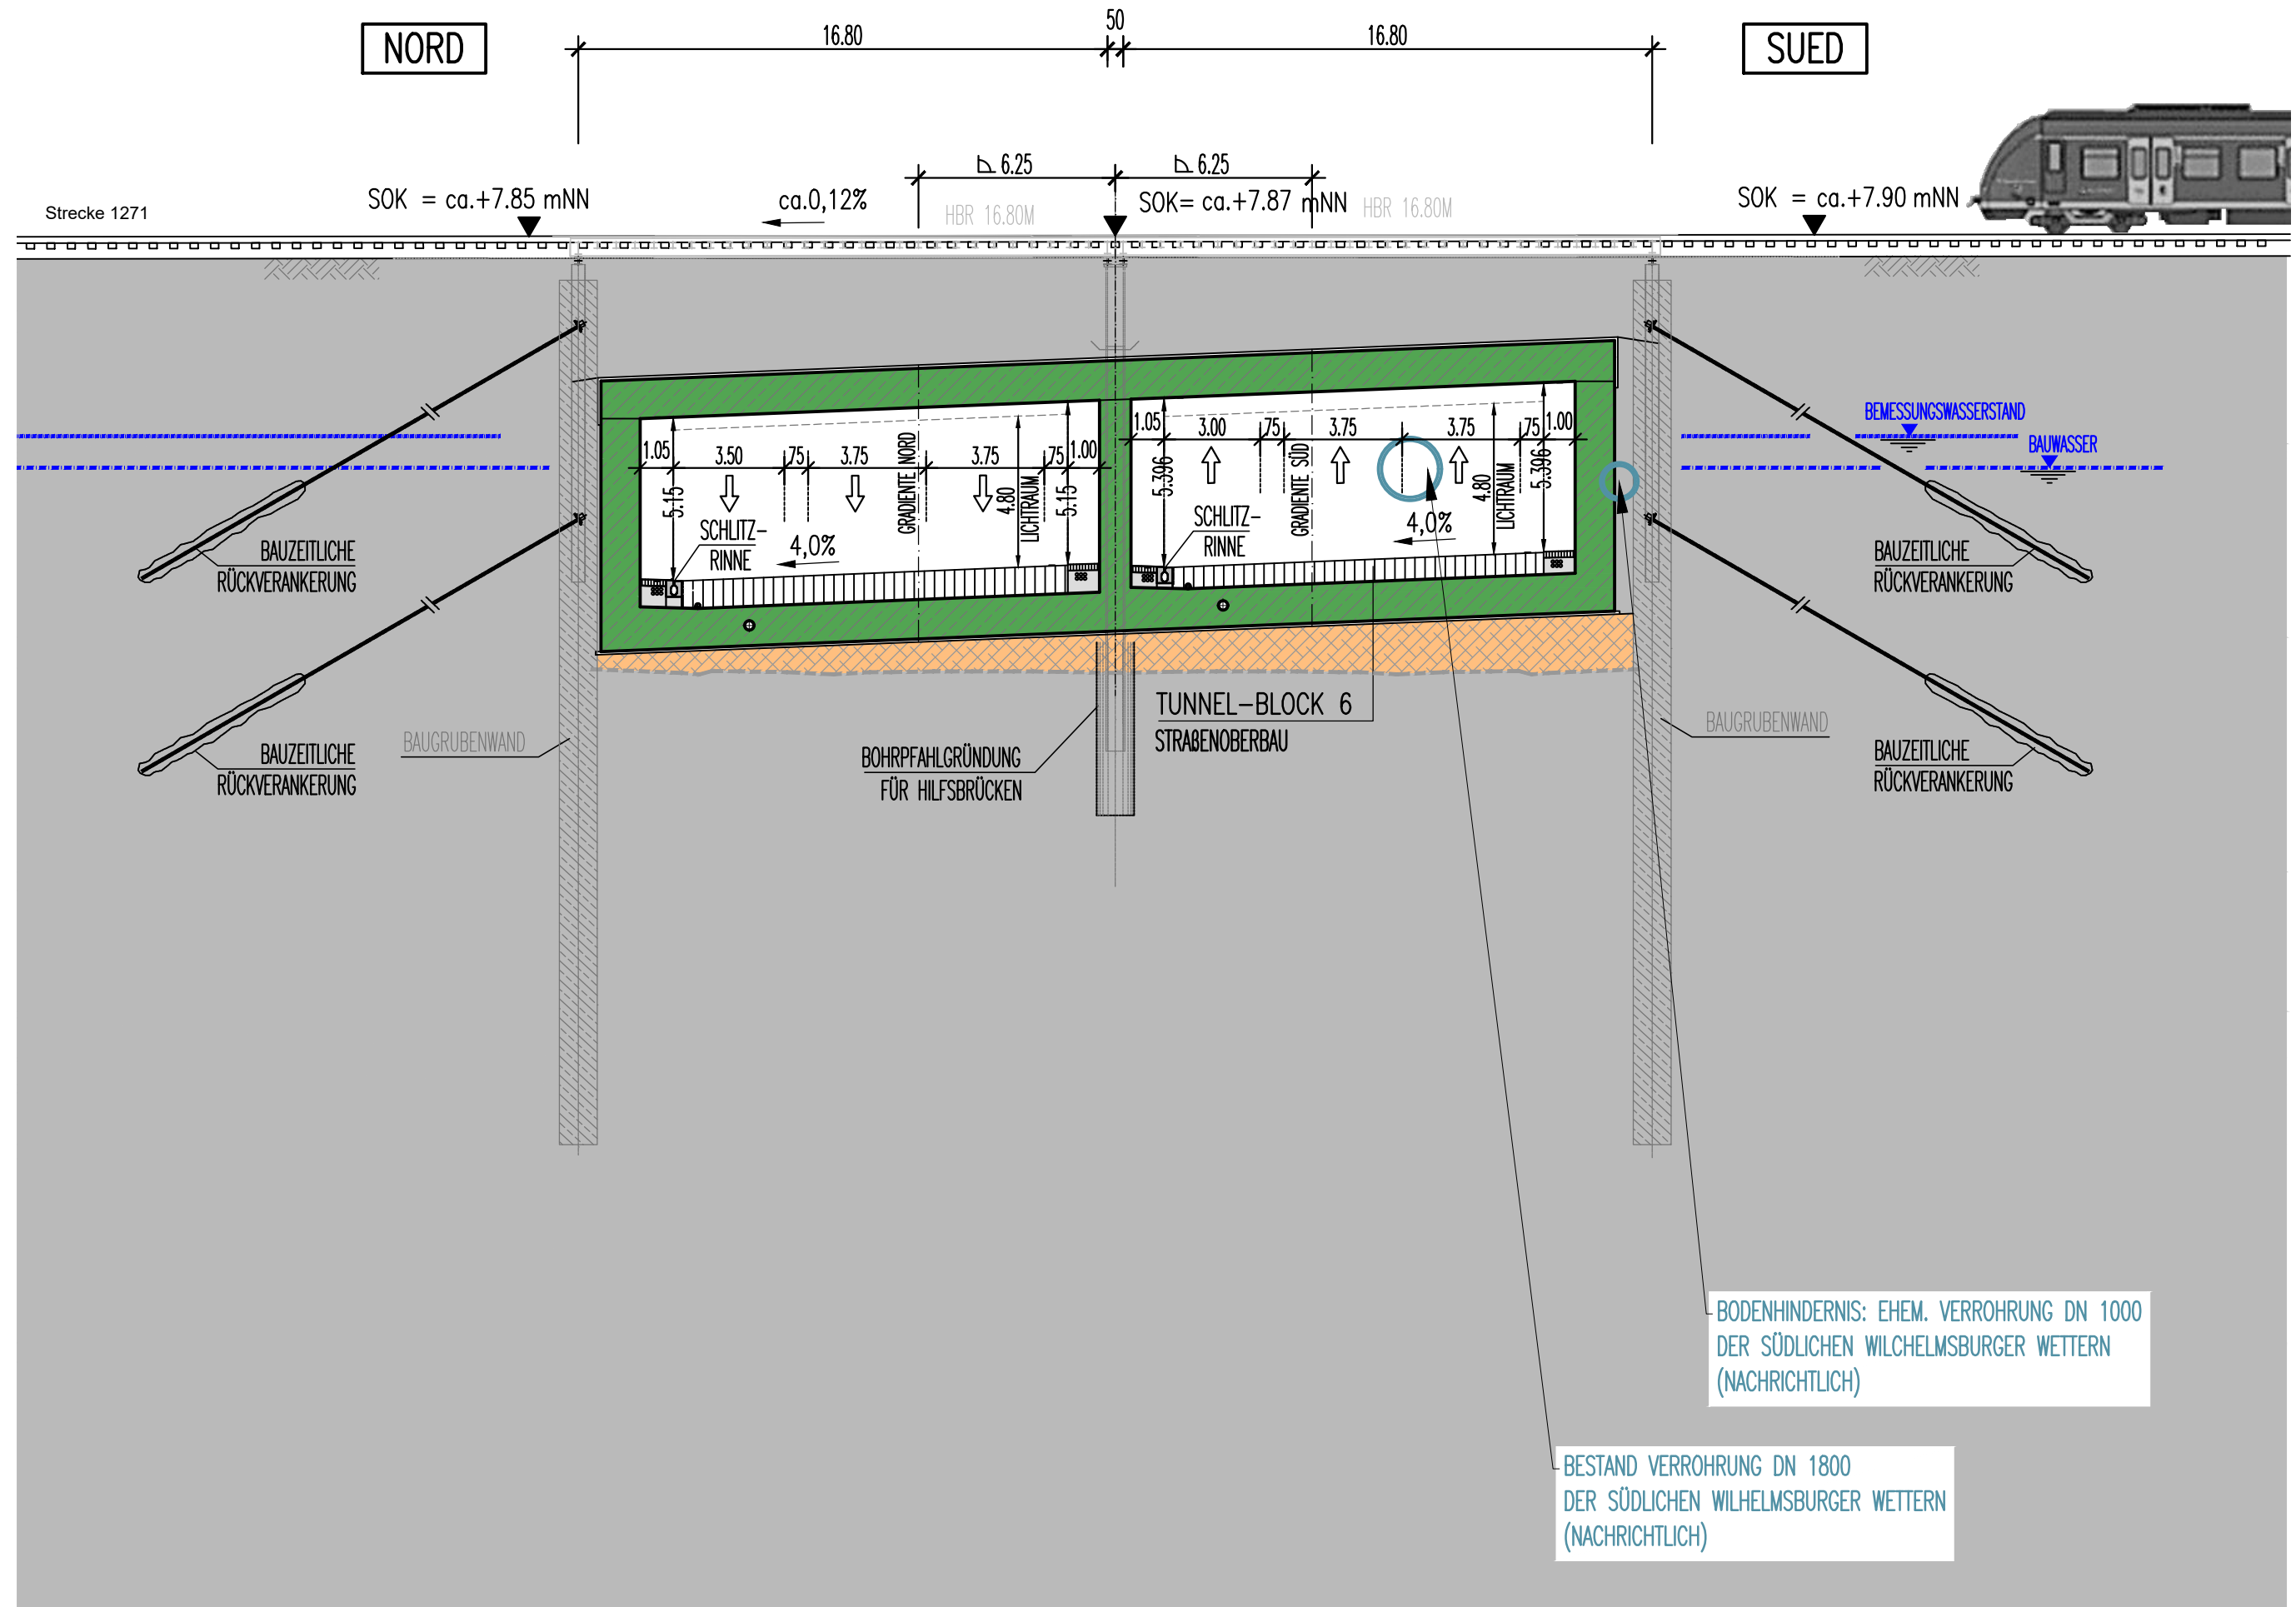 50
16.80
16.80
NORD
SUED
6.25
6.25
SOK = ca.+7.85 mNN
ca.0,12%
HBR 16.80M
SOK= ca.+7.87 mNN
HBR 16.80M
SOK = ca.+7.90 mNN
Strecke 1271
1.05
3.50
75
3.75
3.75
75
1.00
5.15
GRADIENTE NORD
4.80
LICHTRAUM
5.15
SCHLITZ-
RINNE
4,0%
1.05
3.00
75
3.75
3.75
75
1.00
5.396
GRADIENTE SÜD
4.80
LICHTRAUM
5.396
SCHLITZ-
RINNE
4,0%
BEMESSUNGSWASSERSTAND
BAUWASSER
BAUZEITLICHE
RÜCKVERANKERUNG
BAUZEITLICHE
RÜCKVERANKERUNG
TUNNEL-BLOCK 6
STRAßENOBERBAU
BAUGRUBENWAND
BAUGRUBENWAND
BAUZEITLICHE
RÜCKVERANKERUNG
BOHRPFAHLGRÜNDUNG
FÜR HILFSBRÜCKEN
BAUZEITLICHE
RÜCKVERANKERUNG
BODENHINDERNIS: EHEM. VERROHRUNG DN 1000
DER SÜDLICHEN WILCHELMSBURGER WETTERN
(NACHRICHTLICH)
BESTAND VERROHRUNG DN 1800
DER SÜDLICHEN WILHELMSBURGER WETTERN
(NACHRICHTLICH)